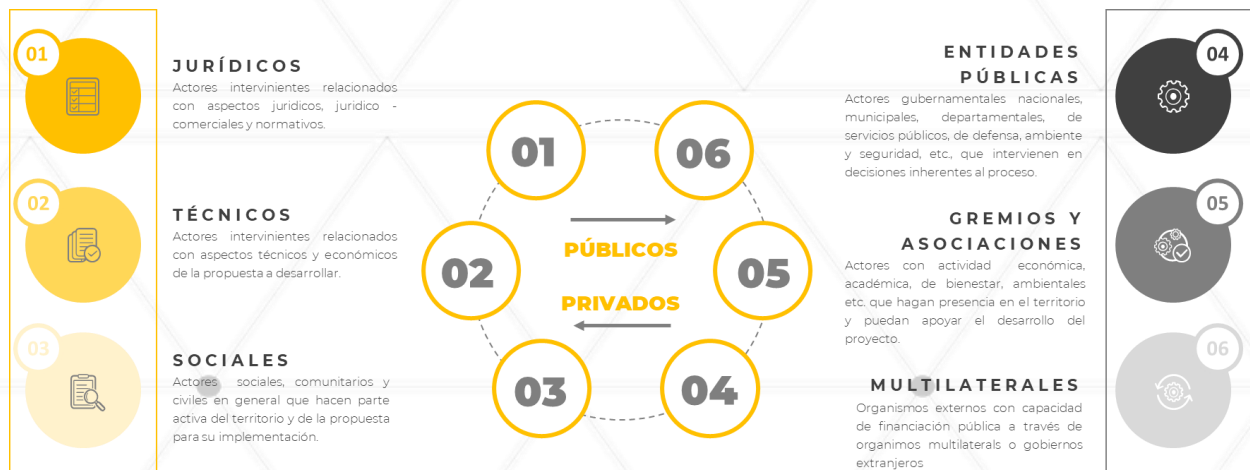 01
JURÍDICOS
Actores intervinientes relacionados
con aspectos juridicos, juridico -
comerciales y normativos.
02
TÉCNICOS
Actores intervinientes relacionados
con aspectos técnicos y económicos
de la propuesta a desarrollar.
03
SOCIALES
Actores sociales, comunitarios y
civiles en general que hacen parte
activa del territorio y de la propuesta
para su implementación.
01
06
02
PÚBLICOS
PRIVADOS
05
03
04
ENTIDADES
PÚBLICAS
04
Actores gubernamentales nacionales,
municipales, departamentales, de
servicios públicos, de defensa, ambiente
y seguridad, etc., que intervienen en
decisiones inherentes al proceso.
GREMIOS Y
ASOCIACIONES
05
Actores con actividad económica,
académica, de bienestar, ambientales
etc. que hagan presencia en el territorio
y puedan apoyar el desarrollo del
proyecto.
06
MULTILATERALES
Organismos externos con capacidad
de financiación pública a través de
organimos multilaterals o gobiernos
extranjeros